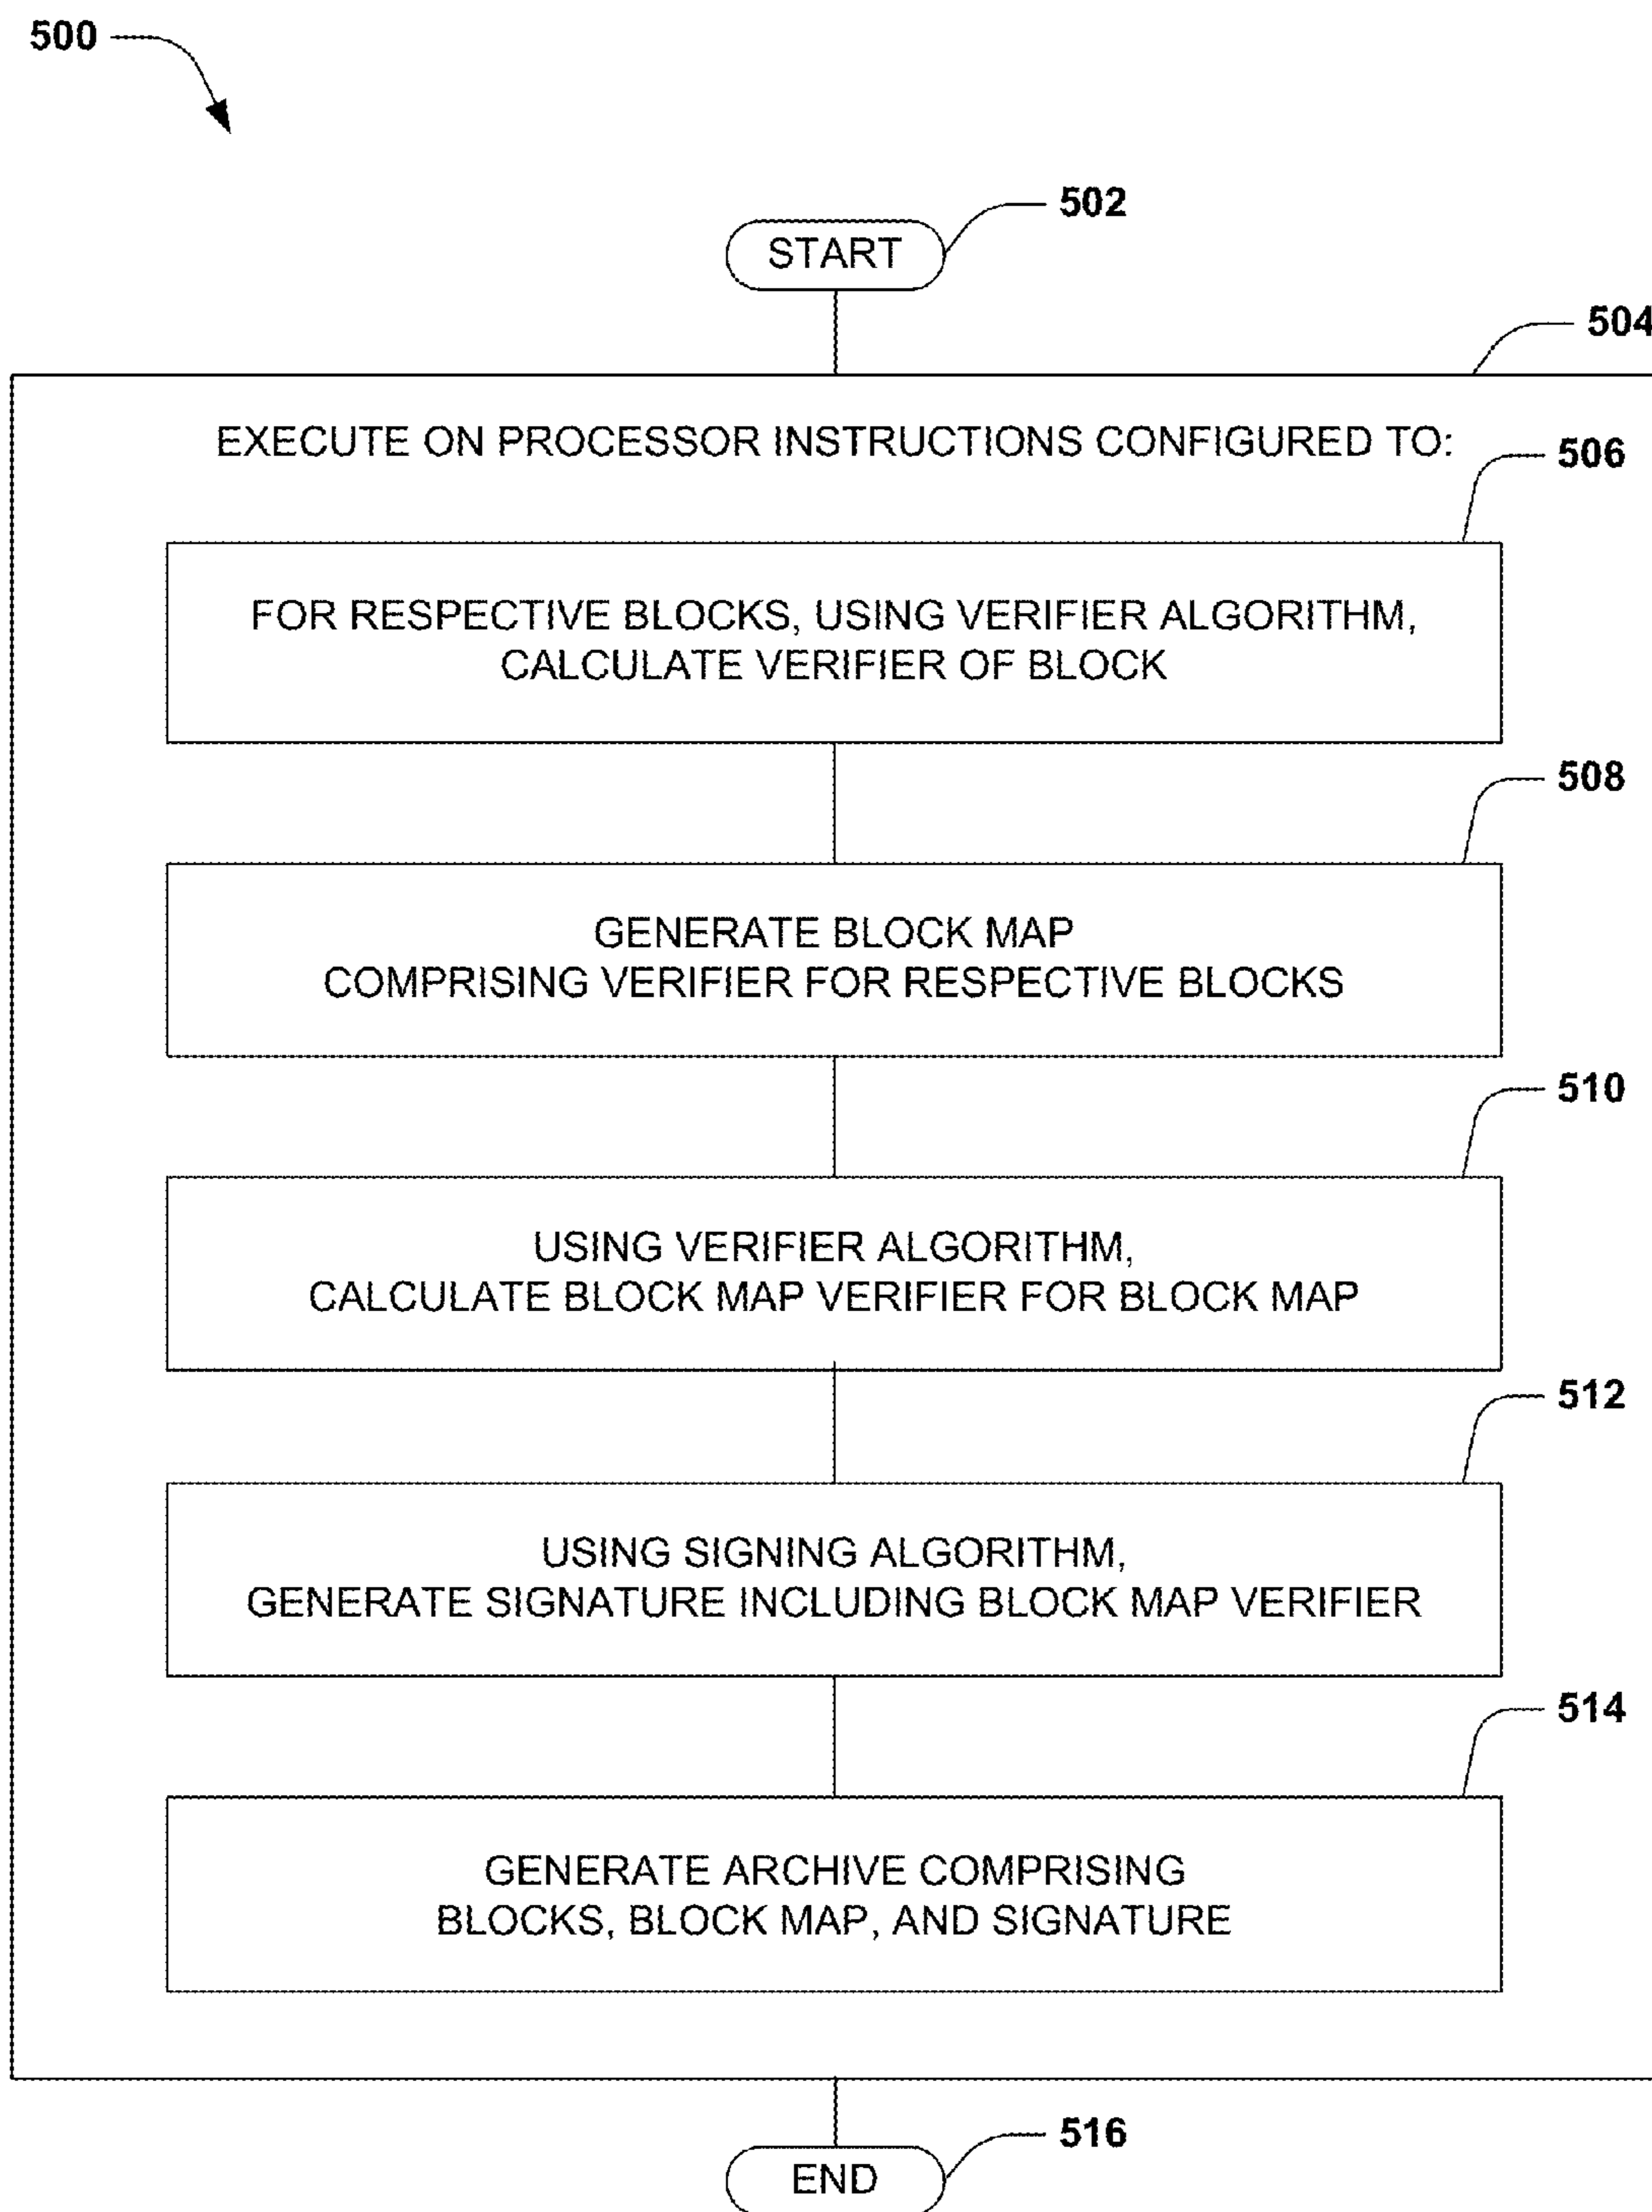 500
502
START
504
EXECUTE ON PROCESSOR INSTRUCTIONS CONFIGURED TO:
506
FOR RESPECTIVE BLOCKS, USING VERIFIER ALGORITHM,
CALCULATE VERIFIER OF BLOCK
508
GENERATE BLOCK MAP
COMPRISING VERIFIER FOR RESPECTIVE BLOCKS
510
USING VERIFIER ALGORITHM,
CALCULATE BLOCK MAP VERIFIER FOR BLOCK MAP
512
USING SIGNING ALGORITHM,
GENERATE SIGNATURE INCLUDING BLOCK MAP VERIFIER
514
GENERATE ARCHIVE COMPRISING
BLOCKS, BLOCK MAP, AND SIGNATURE
516
END